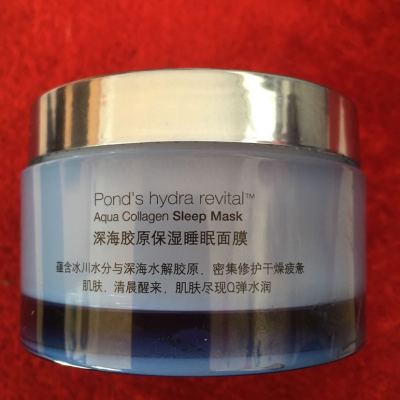 Pond's hydra revital™
Aqua Collagen Sleep Mask
深海胶原保湿睡眠面膜
蕴含冰川水分与深海水解胶原，密集修护干燥疲惫
肌肤，清晨醒来，肌肤尽现Q弹水润